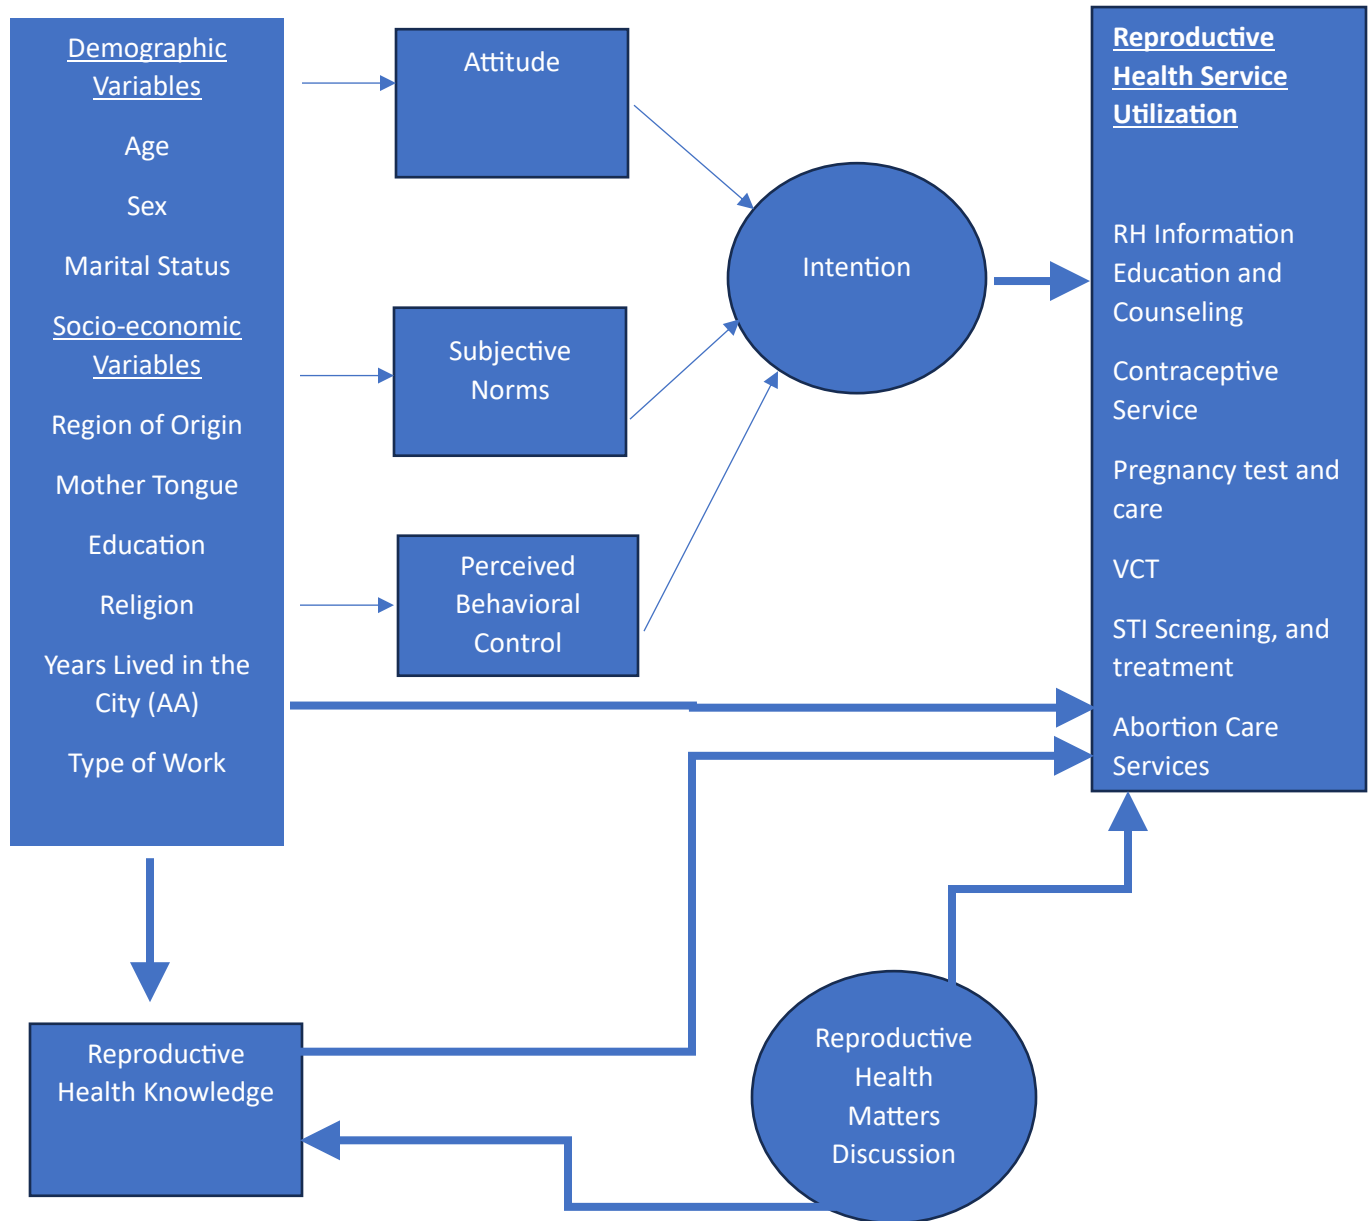 Demographic
Variables
Age
Sex
Marital Status
Socio-economic
Variables
Region of Origin
Mother Tongue
Education
Religion
Years Lived in the
City (AA)
Type of Work
Attitude
Subjective
Norms
Perceived
Behavioral
Control
Intention
Reproductive
Health Service
Utilization
RH Information
Education and
Counseling
Contraceptive
Service
Pregnancy test and
care
VCT
STI Screening, and
treatment
Abortion Care
Services
Reproductive
Health Knowledge
Reproductive
Health
Matters
Discussion